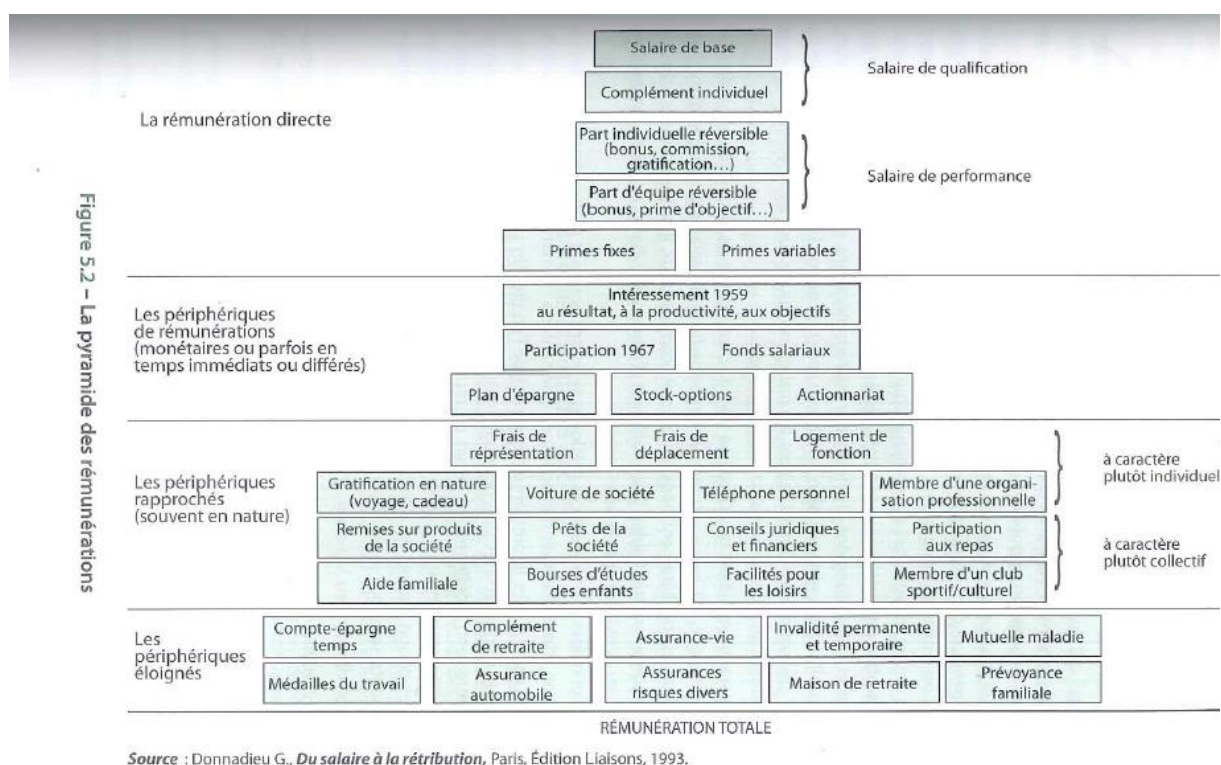 Salaire de base
Complément individuel
Salaire de qualification
La rémunération directe
Part individuelle réversible
(bonus, commission,
gratification…)
Part d'équipe réversible
(bonus, prime d'objectif…)
Salaire de performance
Primes fixes
Primes variables
Figure 5.2 – La pyramide des rémunérations
Les périphériques
de rémunérations
(monétaires ou parfois en
temps immédiats ou différés)
Intéressement 1959
au résultat, à la productivité, aux objectifs
Participation 1967
Fonds salariaux
Plan d'épargne
Stock-options
Actionnariat
Les périphériques
rapprochés
(souvent en nature)
Frais de
réprésentation
Frais de
déplacement
Logement de
fonction
Gratification en nature
(voyage, cadeau)
Voiture de société
Téléphone personnel
Membre d'une organi-
sation professionnelle
à caractère
plutôt individuel
Remises sur produits
de la société
Prêts de la
société
Conseils juridiques
et financiers
Participation
aux repas
Aide familiale
Bourses d'études
des enfants
Facilités pour
les loisirs
Membre d'un club
sportif/culturel
à caractère
plutôt collectif
Les
périphériques
éloignés
Compte-épargne
temps
Complément
de retraite
Assurance-vie
Invalidité permanente
et temporaire
Mutuelle maladie
Médailles du travail
Assurance
automobile
Assurances
risques divers
Maison de retraite
Prévoyance
familiale
RÉMUNÉRATION TOTALE
Source : Donnadieu G., Du salaire à la rétribution, Paris, Édition Liaisons, 1993.